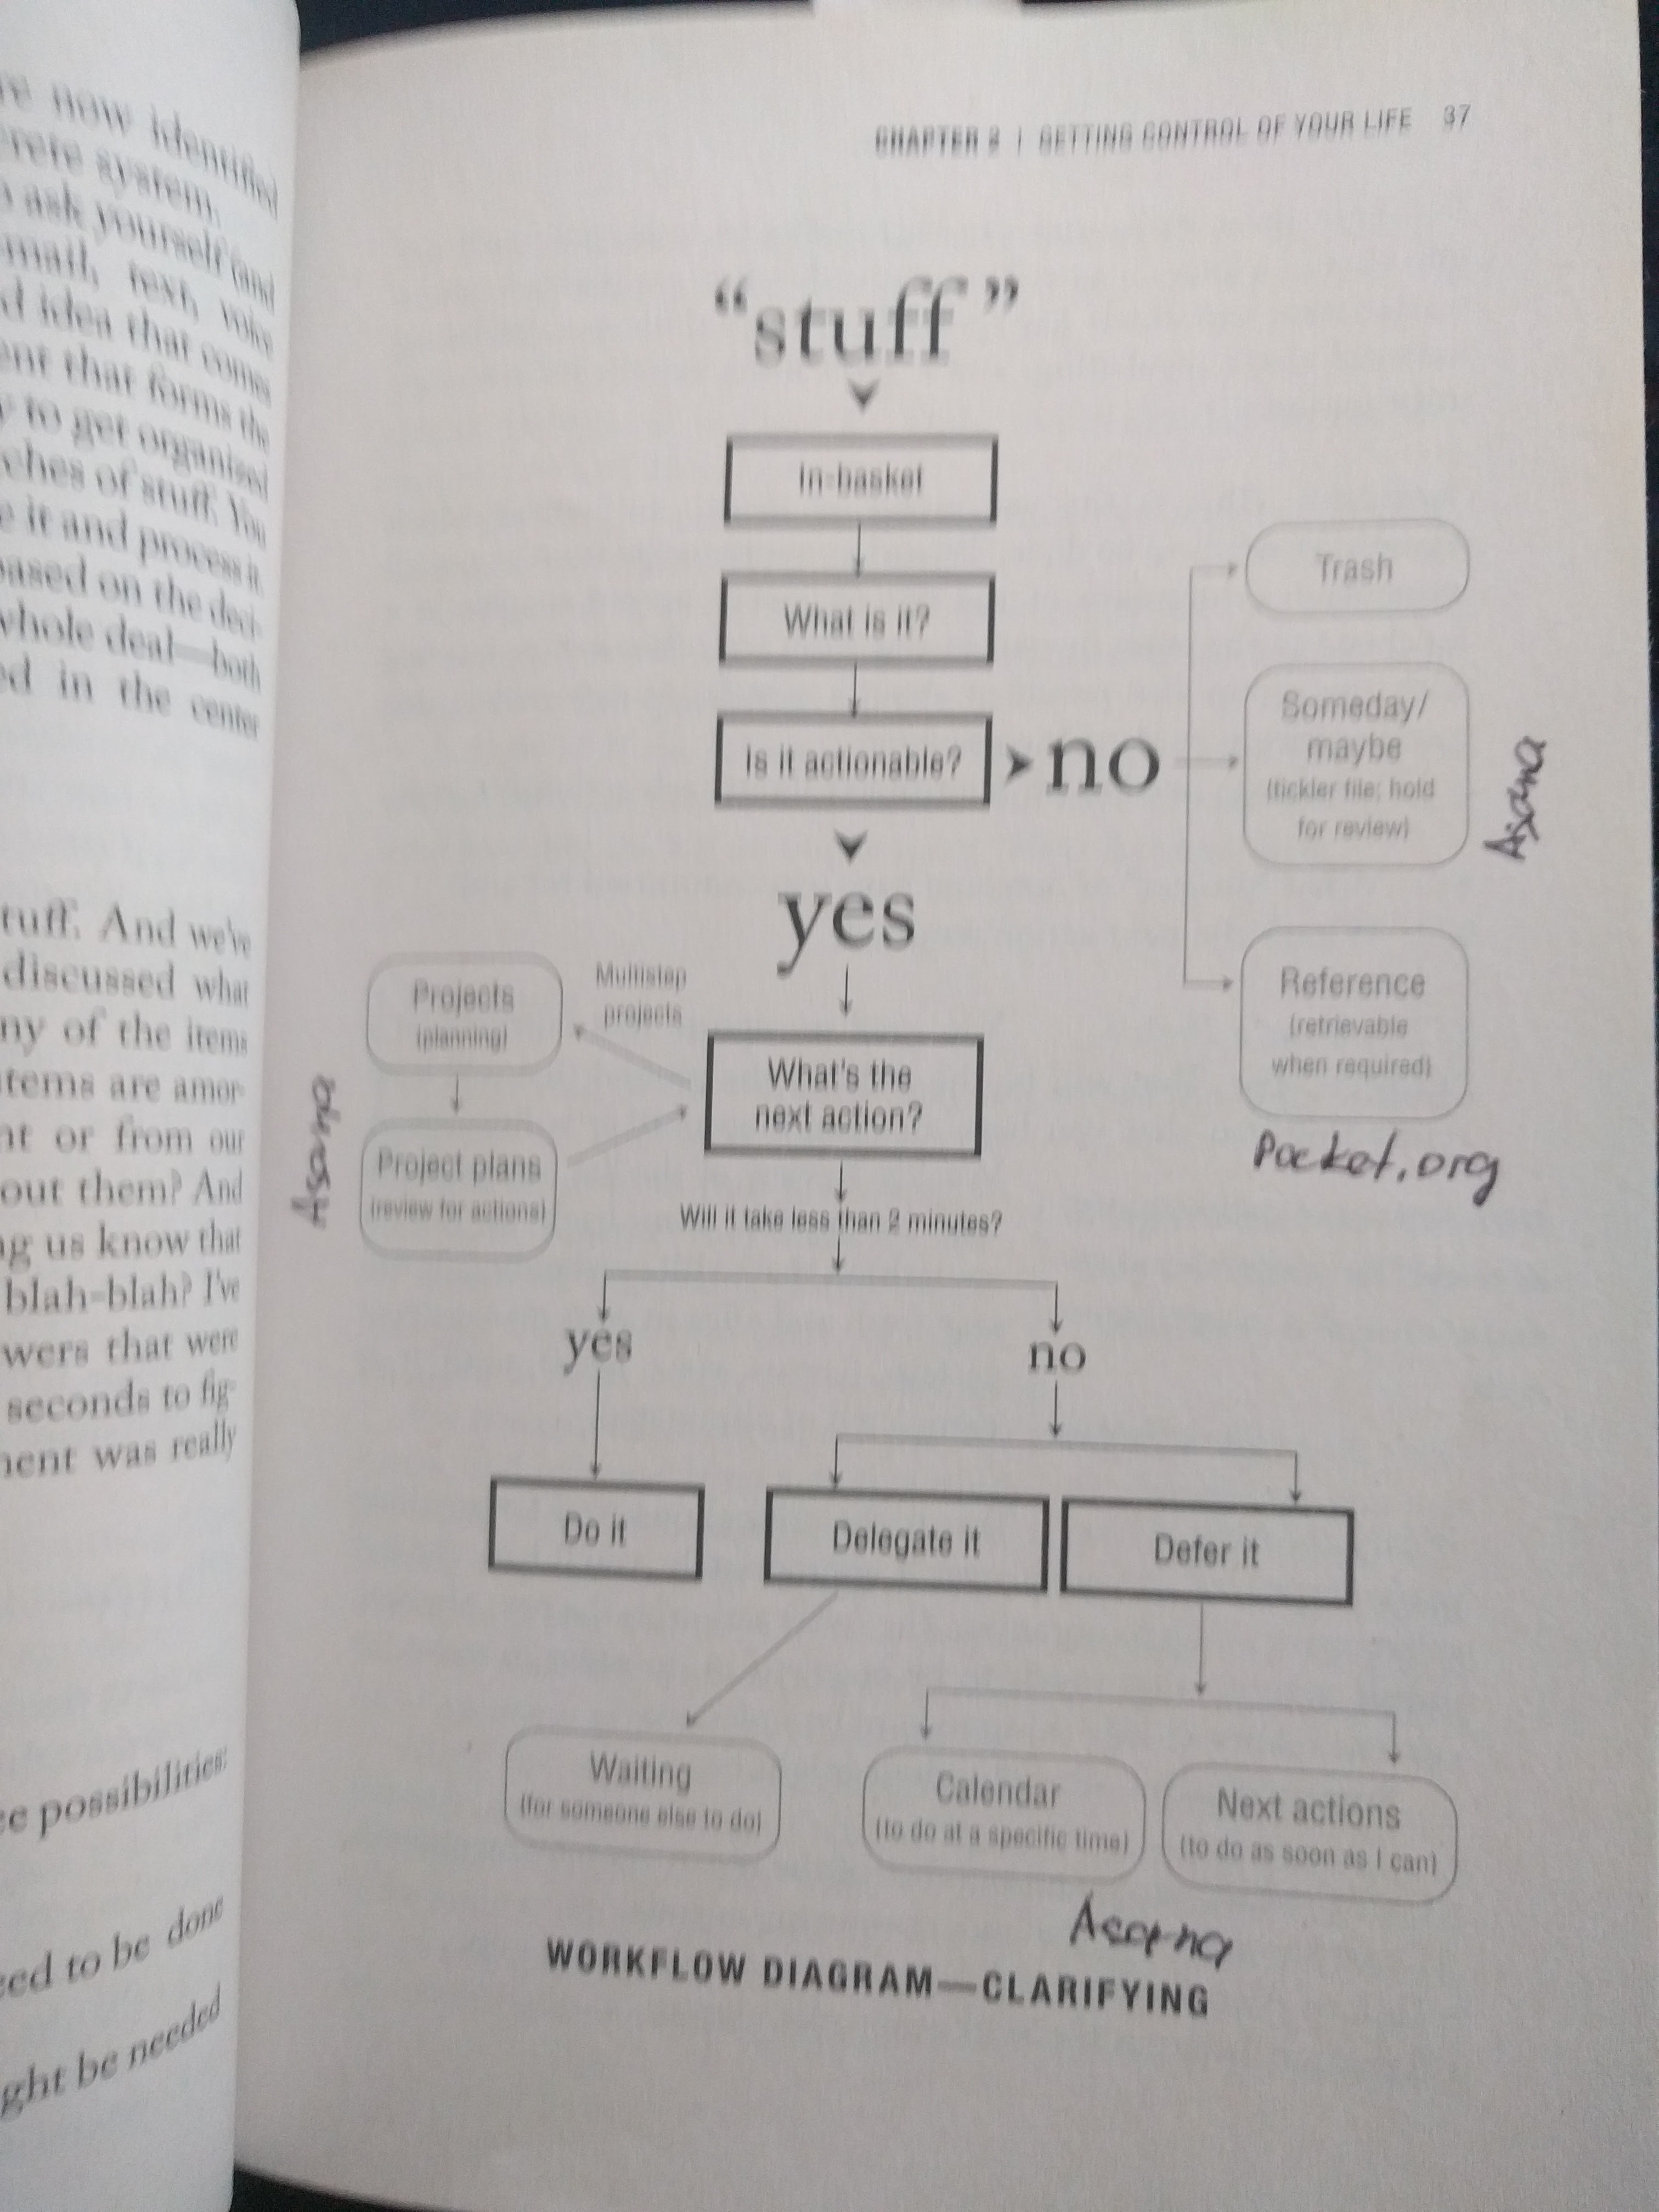 re now identified
crete system.
o ask yourself (and
-mail, text, voice
d idea that comes
ent that forms the
y to get organised
ches of stuff. You
e it and process it.
based on the deci-
whole deal—both
ed in the center
tuff. And we've
discussed what
ny of the items
items are amor-
at or from our
out them? And
ng us know that
blah-blah? I've
wers that were
seconds to fig-
ment was really
ee possibilities:
eed to be done
ght be needed
CHAPTER 2 | GETTING CONTROL OF YOUR LIFE 37
“stuff”
In-basket
What is it?
Is it actionable?
no
Trash
Someday/
maybe
(tickler file; hold
for review)
Asana
Reference
(retrievable
when required)
Pocket.org
yes
Multistep
projects
Projects
(planning)
Project plans
(review for actions)
Asana
What's the
next action?
Will it take less than 2 minutes?
yes
no
Do it
Delegate it
Defer it
Waiting
(for someone else to do)
Calendar
(to do at a specific time)
Next actions
(to do as soon as I can)
Asana
WORKFLOW DIAGRAM—CLARIFYING